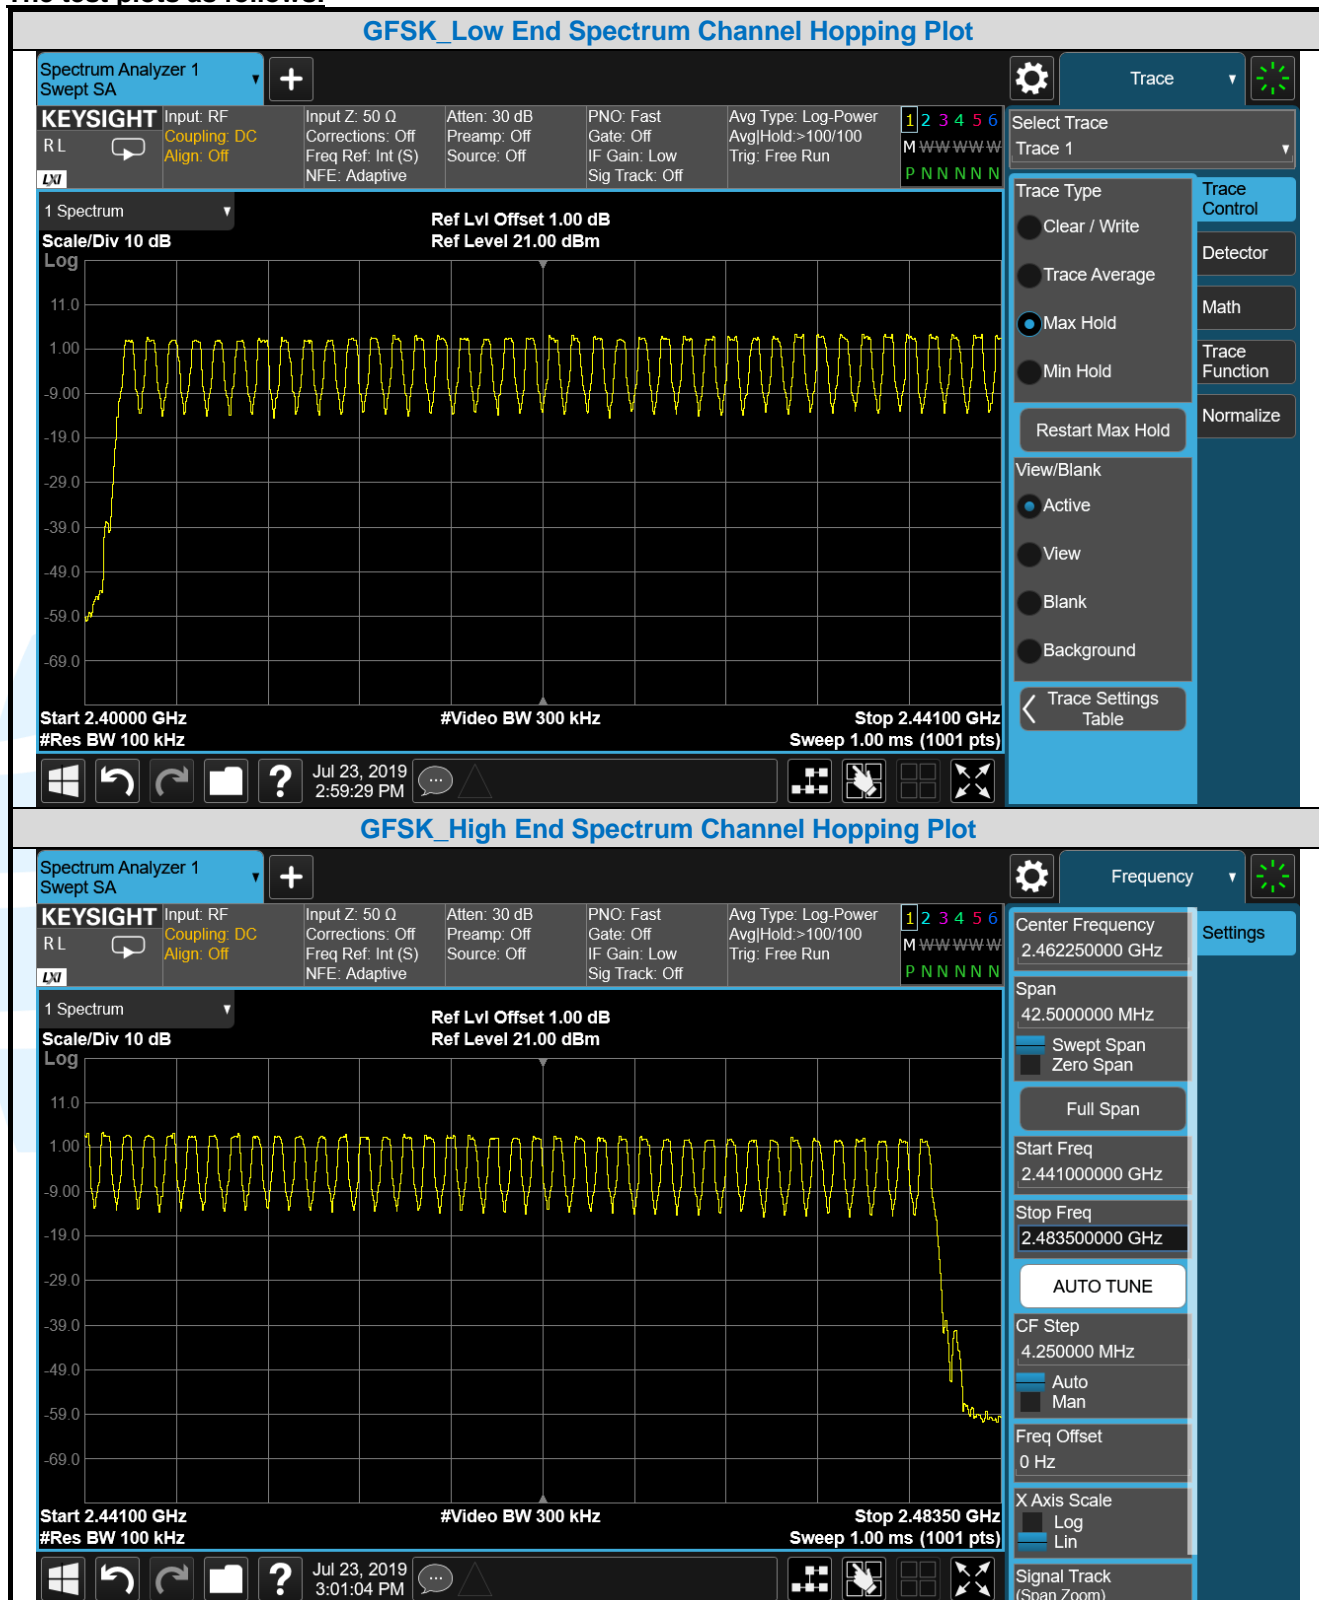 The test plots as follows:
GFSK_Low End Spectrum Channel Hopping Plot
Spectrum Analyzer 1
Swept SA
Trace
KEYSIGHT
R L
LXI
Input: RF
Coupling: DC
Align: Off
Input Z: 50 Ω
Corrections: Off
Freq Ref: Int (S)
NFE: Adaptive
Atten: 30 dB
Preamp: Off
Source: Off
PNO: Fast
Gate: Off
IF Gain: Low
Sig Track: Off
Avg Type: Log-Power
Avg|Hold:>100/100
Trig: Free Run
1 2 3 4 5 6
M W W W W W
P N N N N N
Select Trace
Trace 1
1 Spectrum
Scale/Div 10 dB
Ref Lvl Offset 1.00 dB
Ref Level 21.00 dBm
Log
11.0
1.00
-9.00
-19.0
-29.0
-39.0
-49.0
-59.0
-69.0
Start 2.40000 GHz
#Res BW 100 kHz
#Video BW 300 kHz
Stop 2.44100 GHz
Sweep 1.00 ms (1001 pts)
Trace Type
Clear / Write
Trace Average
Max Hold
Min Hold
Restart Max Hold
View/Blank
Active
View
Blank
Background
Trace Settings
Table
Trace
Control
Detector
Math
Trace
Function
Normalize
?
Jul 23, 2019
2:59:29 PM
GFSK_High End Spectrum Channel Hopping Plot
Spectrum Analyzer 1
Swept SA
Frequency
KEYSIGHT
R L
LXI
Input: RF
Coupling: DC
Align: Off
Input Z: 50 Ω
Corrections: Off
Freq Ref: Int (S)
NFE: Adaptive
Atten: 30 dB
Preamp: Off
Source: Off
PNO: Fast
Gate: Off
IF Gain: Low
Sig Track: Off
Avg Type: Log-Power
Avg|Hold:>100/100
Trig: Free Run
1 2 3 4 5 6
M W W W W W
P N N N N N
1 Spectrum
Scale/Div 10 dB
Ref Lvl Offset 1.00 dB
Ref Level 21.00 dBm
Log
11.0
1.00
-9.00
-19.0
-29.0
-39.0
-49.0
-59.0
-69.0
Start 2.44100 GHz
#Res BW 100 kHz
#Video BW 300 kHz
Stop 2.48350 GHz
Sweep 1.00 ms (1001 pts)
Center Frequency
2.462250000 GHz
Settings
Span
42.5000000 MHz
Swept Span
Zero Span
Full Span
Start Freq
2.441000000 GHz
Stop Freq
2.483500000 GHz
AUTO TUNE
CF Step
4.250000 MHz
Auto
Man
Freq Offset
0 Hz
X Axis Scale
Log
Lin
Signal Track
(Span Zoom)
?
Jul 23, 2019
3:01:04 PM